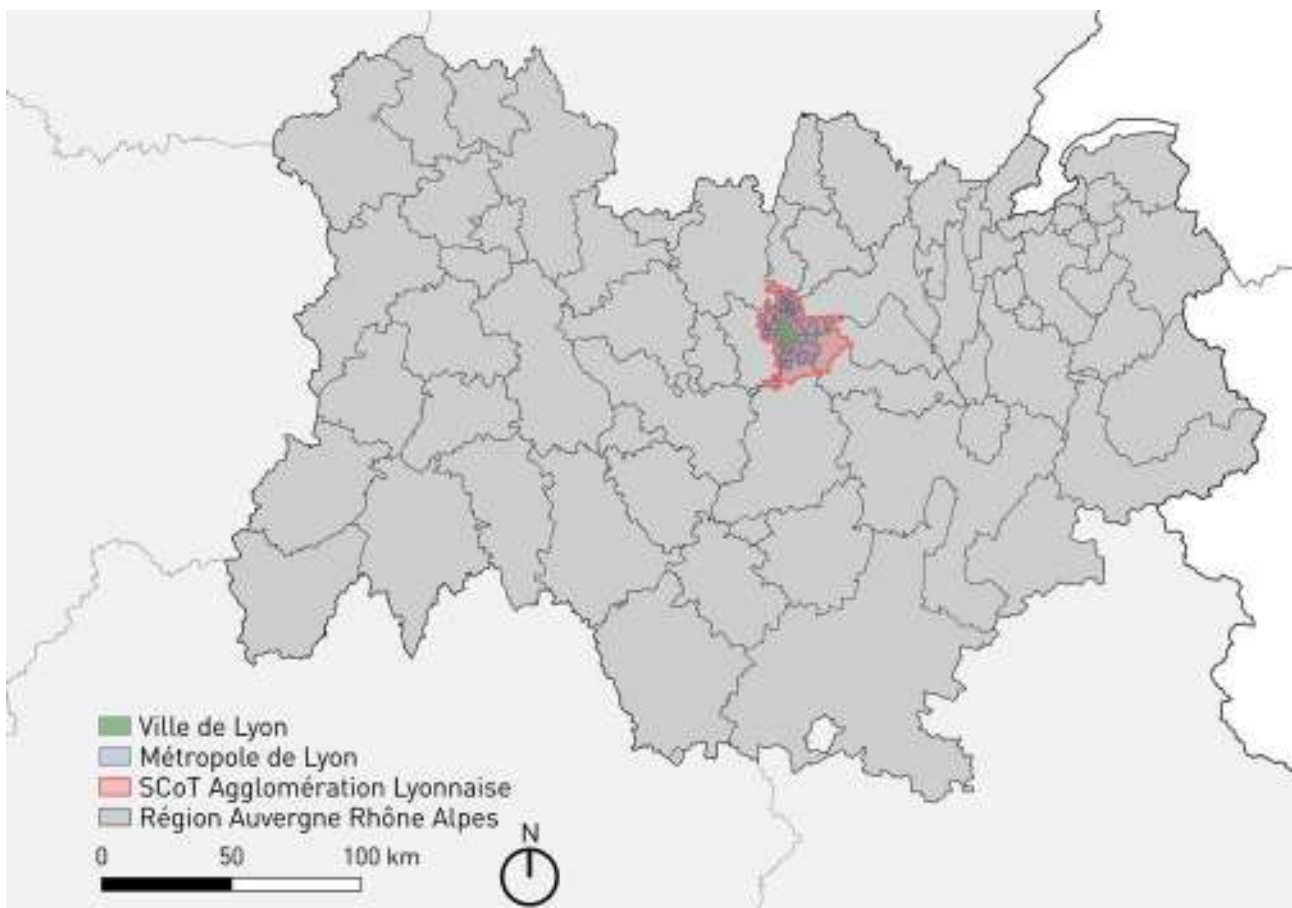 Ville de Lyon
Métropole de Lyon
SCoT Agglomération Lyonnaise
Région Auvergne Rhône Alpes
N
0 50 100 km